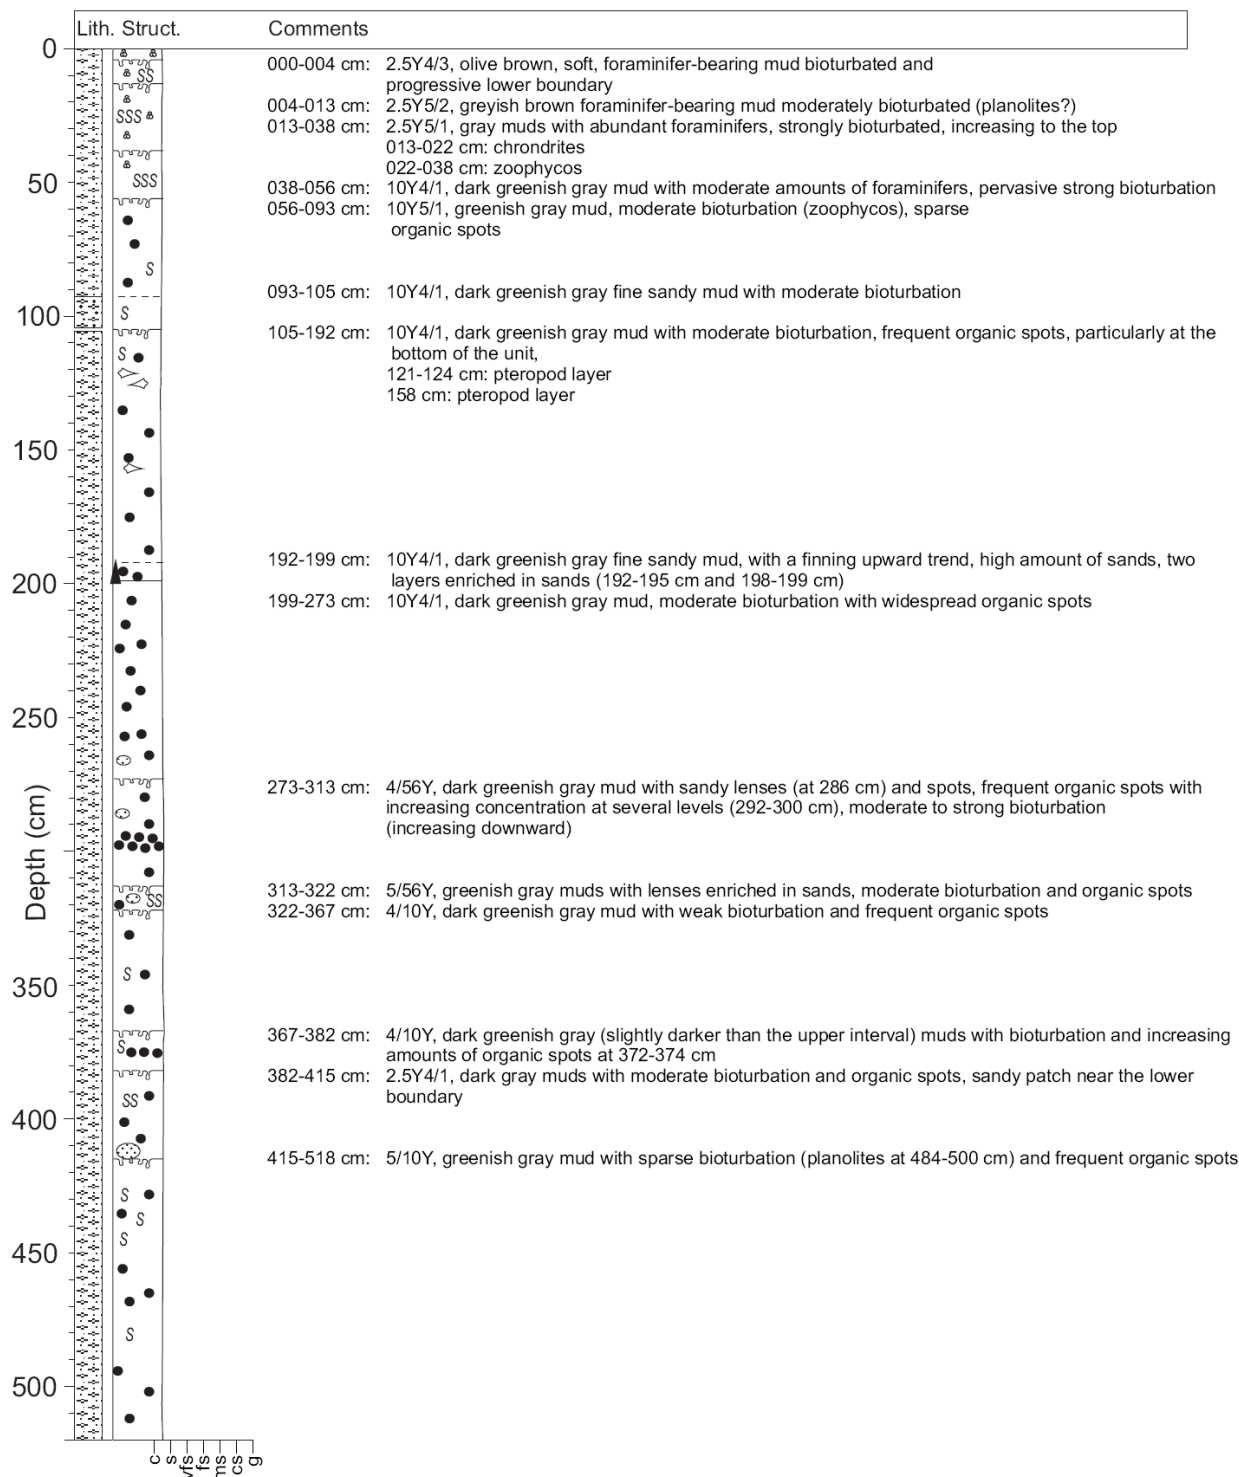 Lith. Struct. Comments
0
000-004 cm: 2.5Y4/3, olive brown, soft, foraminifer-bearing mud bioturbated and
progressive lower boundary
004-013 cm: 2.5Y5/2, greyish brown foraminifer-bearing mud moderately bioturbated (planolites?)
013-038 cm: 2.5Y5/1, gray muds with abundant foraminifers, strongly bioturbated, increasing to the top
013-022 cm: chrondrites
022-038 cm: zoophycos
50
038-056 cm: 10Y4/1, dark greenish gray mud with moderate amounts of foraminifers, pervasive strong bioturbation
056-093 cm: 10Y5/1, greenish gray mud, moderate bioturbation (zoophycos), sparse
organic spots
093-105 cm: 10Y4/1, dark greenish gray fine sandy mud with moderate bioturbation
100
105-192 cm: 10Y4/1, dark greenish gray mud with moderate bioturbation, frequent organic spots, particularly at the
bottom of the unit,
121-124 cm: pteropod layer
158 cm: pteropod layer
150
192-199 cm: 10Y4/1, dark greenish gray fine sandy mud, with a finning upward trend, high amount of sands, two
layers enriched in sands (192-195 cm and 198-199 cm)
200
199-273 cm: 10Y4/1, dark greenish gray mud, moderate bioturbation with widespread organic spots
250
273-313 cm: 4/56Y, dark greenish gray mud with sandy lenses (at 286 cm) and spots, frequent organic spots with
increasing concentration at several levels (292-300 cm), moderate to strong bioturbation
(increasing downward)
Depth (cm)
313-322 cm: 5/56Y, greenish gray muds with lenses enriched in sands, moderate bioturbation and organic spots
322-367 cm: 4/10Y, dark greenish gray mud with weak bioturbation and frequent organic spots
350
367-382 cm: 4/10Y, dark greenish gray (slightly darker than the upper interval) muds with bioturbation and increasing
amounts of organic spots at 372-374 cm
382-415 cm: 2.5Y4/1, dark gray muds with moderate bioturbation and organic spots, sandy patch near the lower
boundary
400
415-518 cm: 5/10Y, greenish gray mud with sparse bioturbation (planolites at 484-500 cm) and frequent organic spots
450
500
c s vfs fs ms cs g